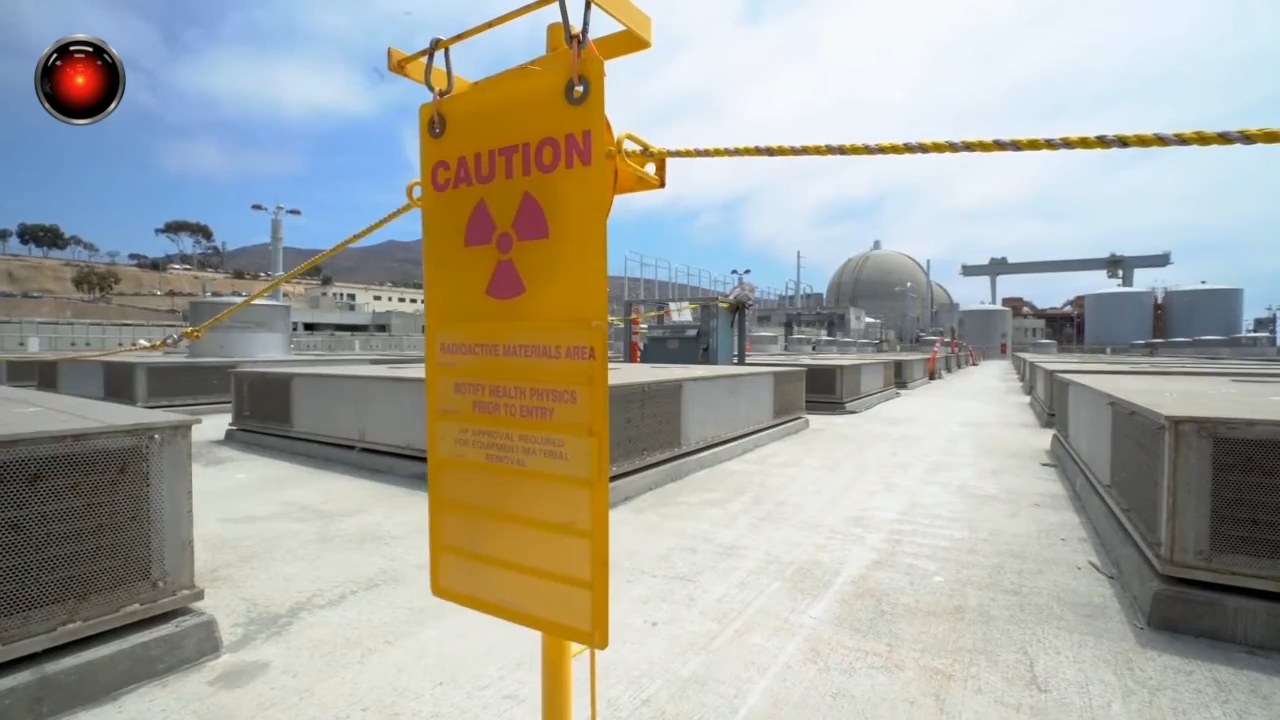 CAUTION
RADIOACTIVE MATERIALS AREA
NOTIFY HEALTH PHYSICS
PRIOR TO ENTRY
HP APPROVAL REQUIRED
FOR EQUIPMENT MATERIAL
REMOVAL